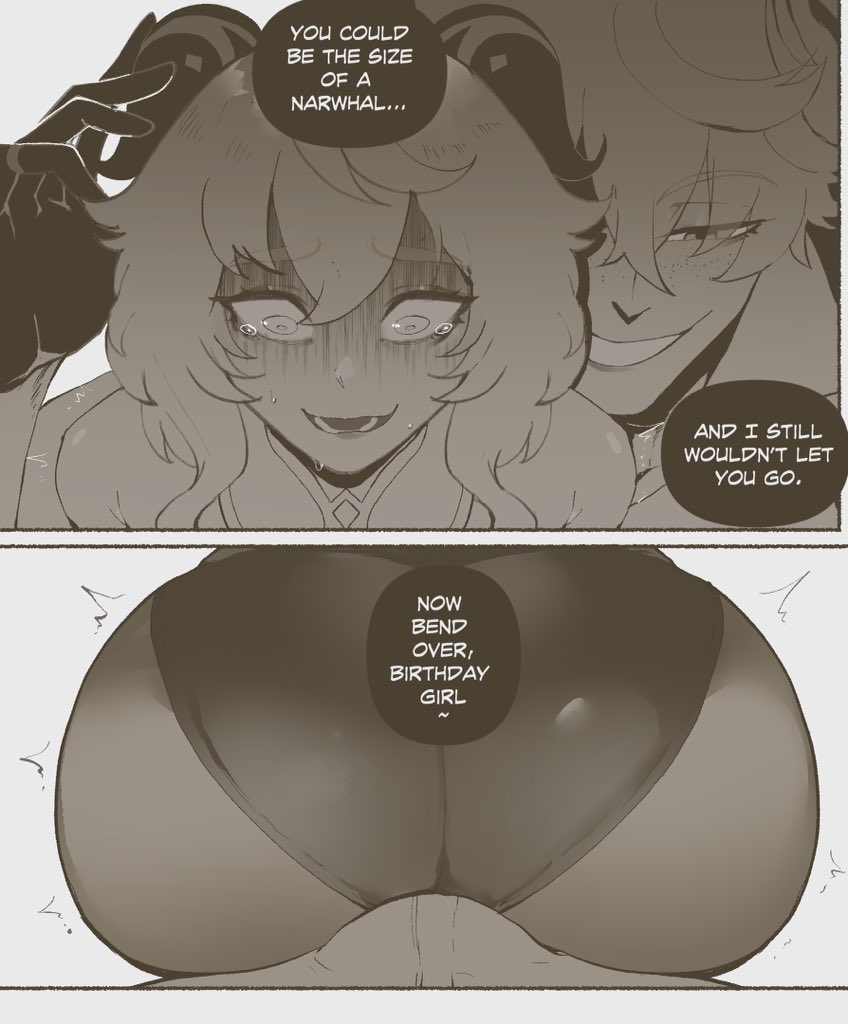 YOU COULD
BE THE SIZE
OF A
NARWHAL...
AND I STILL
WOULDN'T LET
YOU GO.
NOW
BEND
OVER,
BIRTHDAY
GIRL
~